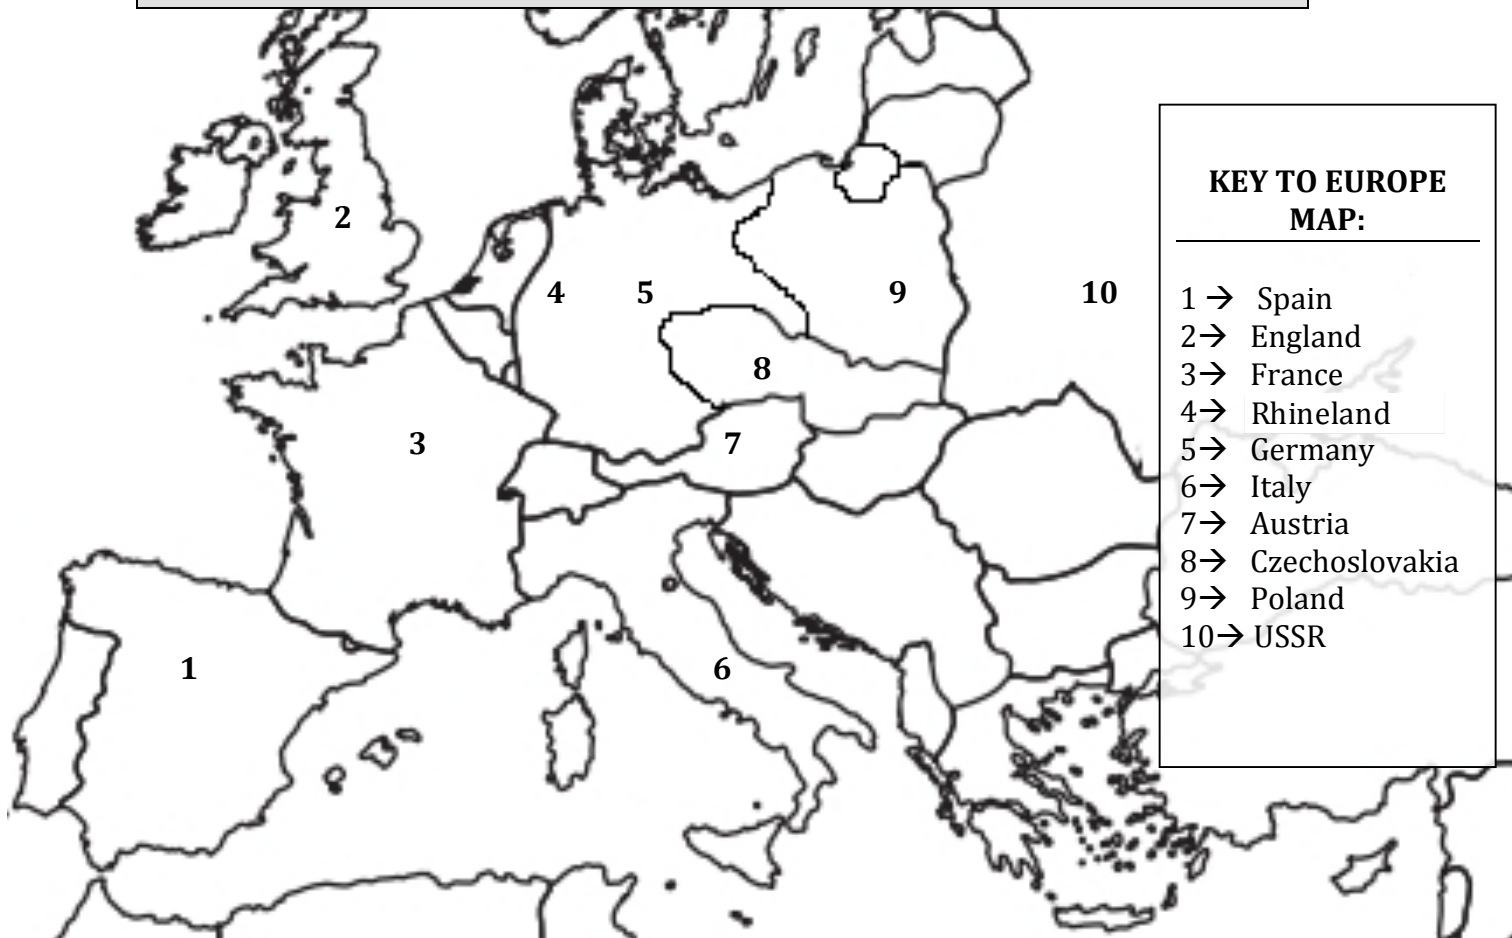 KEY TO EUROPE
MAP:
1 → Spain
2→ England
3→ France
4→ Rhineland
5→ Germany
6→ Italy
7→ Austria
8→ Czechoslovakia
9→ Poland
10→ USSR
2
4 5 9 10
8
3 7
1 6